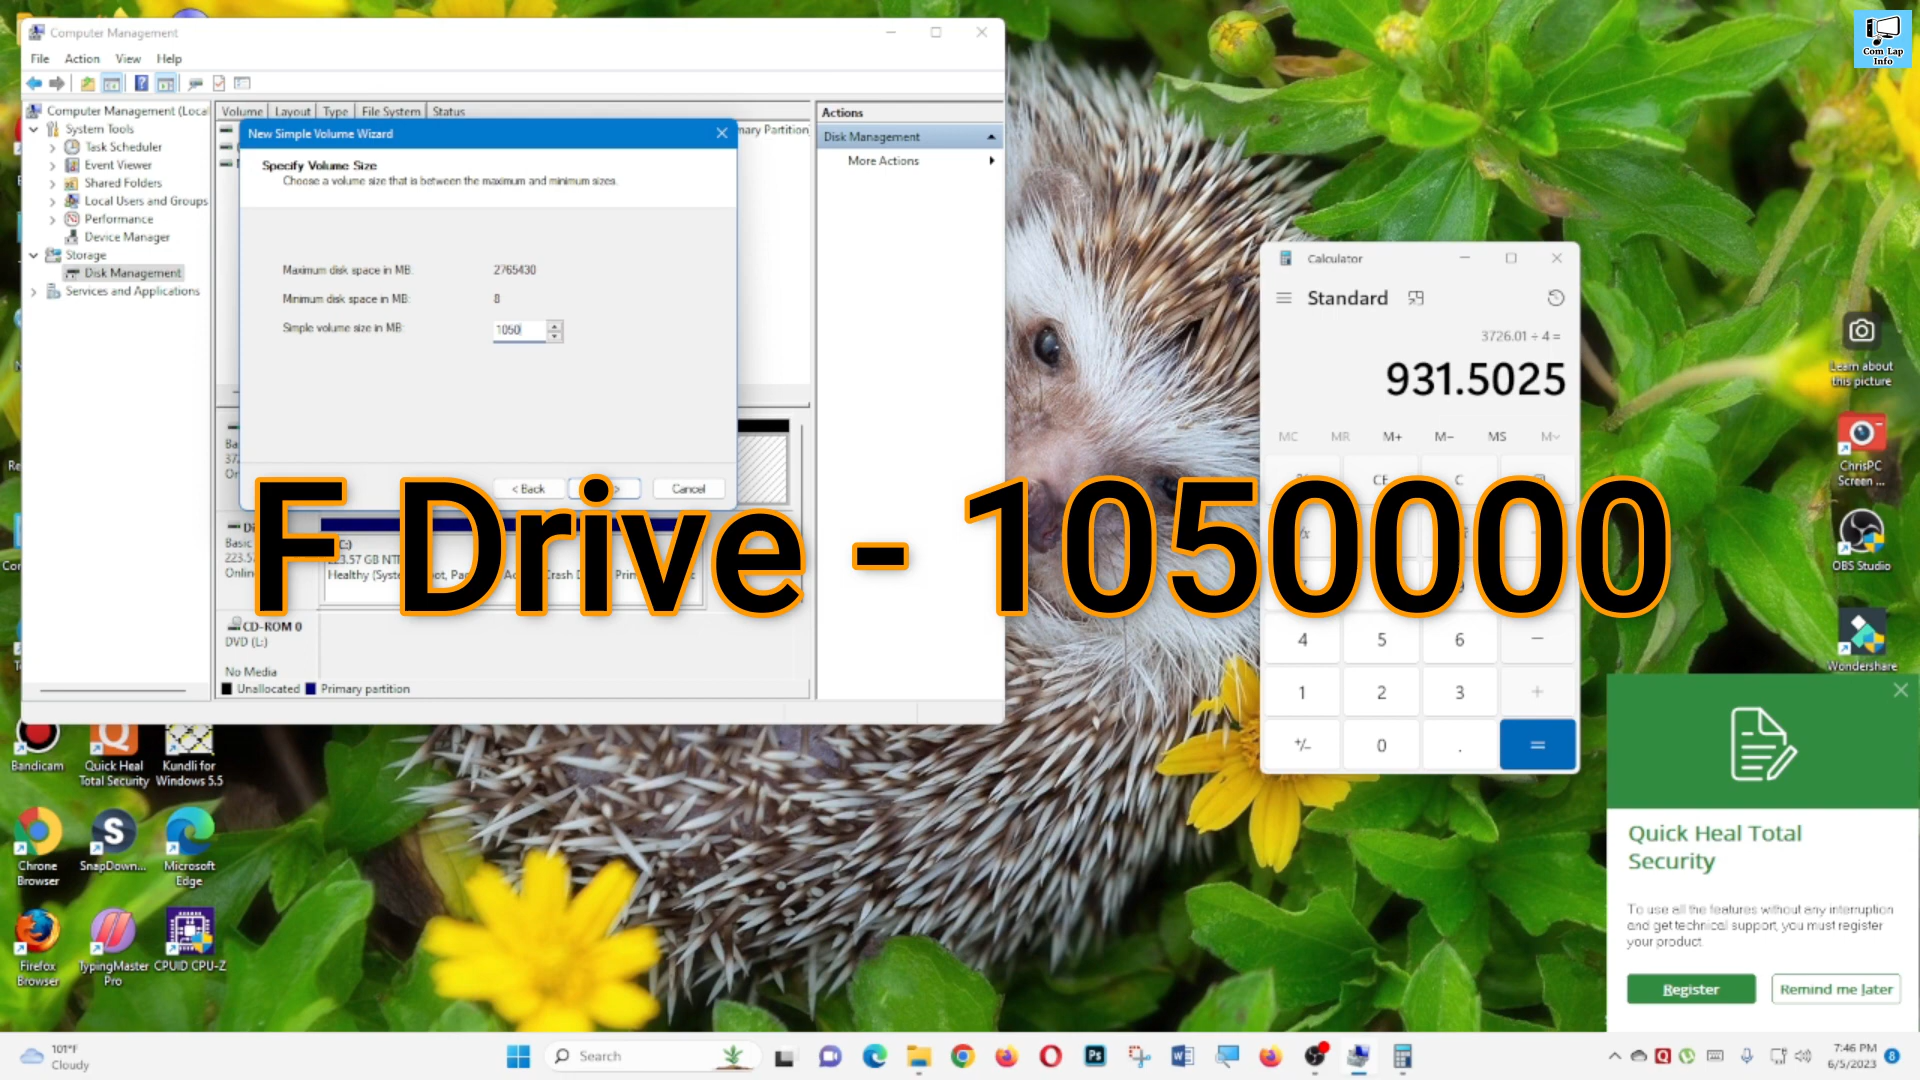 Computer Management
File Action View Help
Computer Management (Local
System Tools
Task Scheduler
Event Viewer
Shared Folders
Local Users and Groups
Performance
Device Manager
Storage
Disk Management
Services and Applications
Volume Layout Type File System Status
New Simple Volume Wizard
Specify Volume Size
Choose a volume size that is between the maximum and minimum sizes.
Maximum disk space in MB: 2765430
Minimum disk space in MB: 8
Simple volume size in MB: 1050
< Back
Cancel
Actions
Disk Management
More Actions
F Drive - 1050000
CD-ROM 0
DVD (L:)
No Media
Unallocated Primary partition
Calculator
Standard
3726.01 ÷ 4 =
931.5025
MC MR M+ M- MS M
4 5 6 −
1 2 3 +
+/- 0 . =
Com Lap
Info
Learn about
this picture
ChrisPC
Screen ...
OBS Studio
Wondershare
Bandicam
Quick Heal
Total Security
Kundli for
Windows 5.5
Chrome
Browser
SnapDown...
Microsoft
Edge
Firefox
Browser
TypingMaster
Pro
CPUID CPU-Z
Quick Heal Total
Security
To use all the features without any interruption
and get technical support, you must register
your product.
Register
Remind me later
101°F
Cloudy
Search
7:46 PM
6/5/2023
8